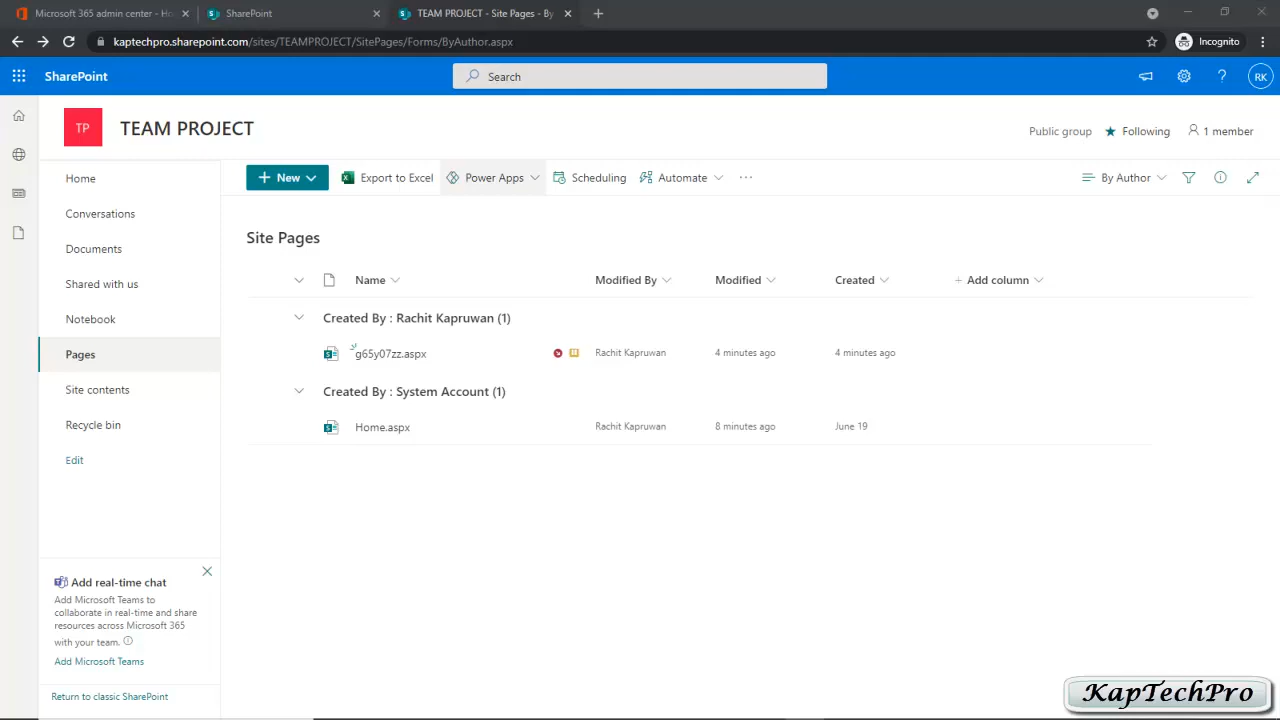 Microsoft 365 admin center - Ho
SharePoint
TEAM PROJECT - Site Pages - By
kaptechpro.sharepoint.com/sites/TEAMPROJECT/SitePages/Forms/ByAuthor.aspx
Incognito
SharePoint
Search
RK
TP
TEAM PROJECT
Public group
Following
1 member
New
Export to Excel
Power Apps
Scheduling
Automate
By Author
Home
Conversations
Documents
Shared with us
Notebook
Pages
Site contents
Recycle bin
Edit
Site Pages
Name
Modified By
Modified
Created
Add column
Created By : Rachit Kapruwan (1)
g65y07zz.aspx
Rachit Kapruwan
4 minutes ago
4 minutes ago
Created By : System Account (1)
Home.aspx
Rachit Kapruwan
8 minutes ago
June 19
Add real-time chat
Add Microsoft Teams to
collaborate in real-time and share
resources across Microsoft 365
with your team.
Add Microsoft Teams
Return to classic SharePoint
KapTechPro